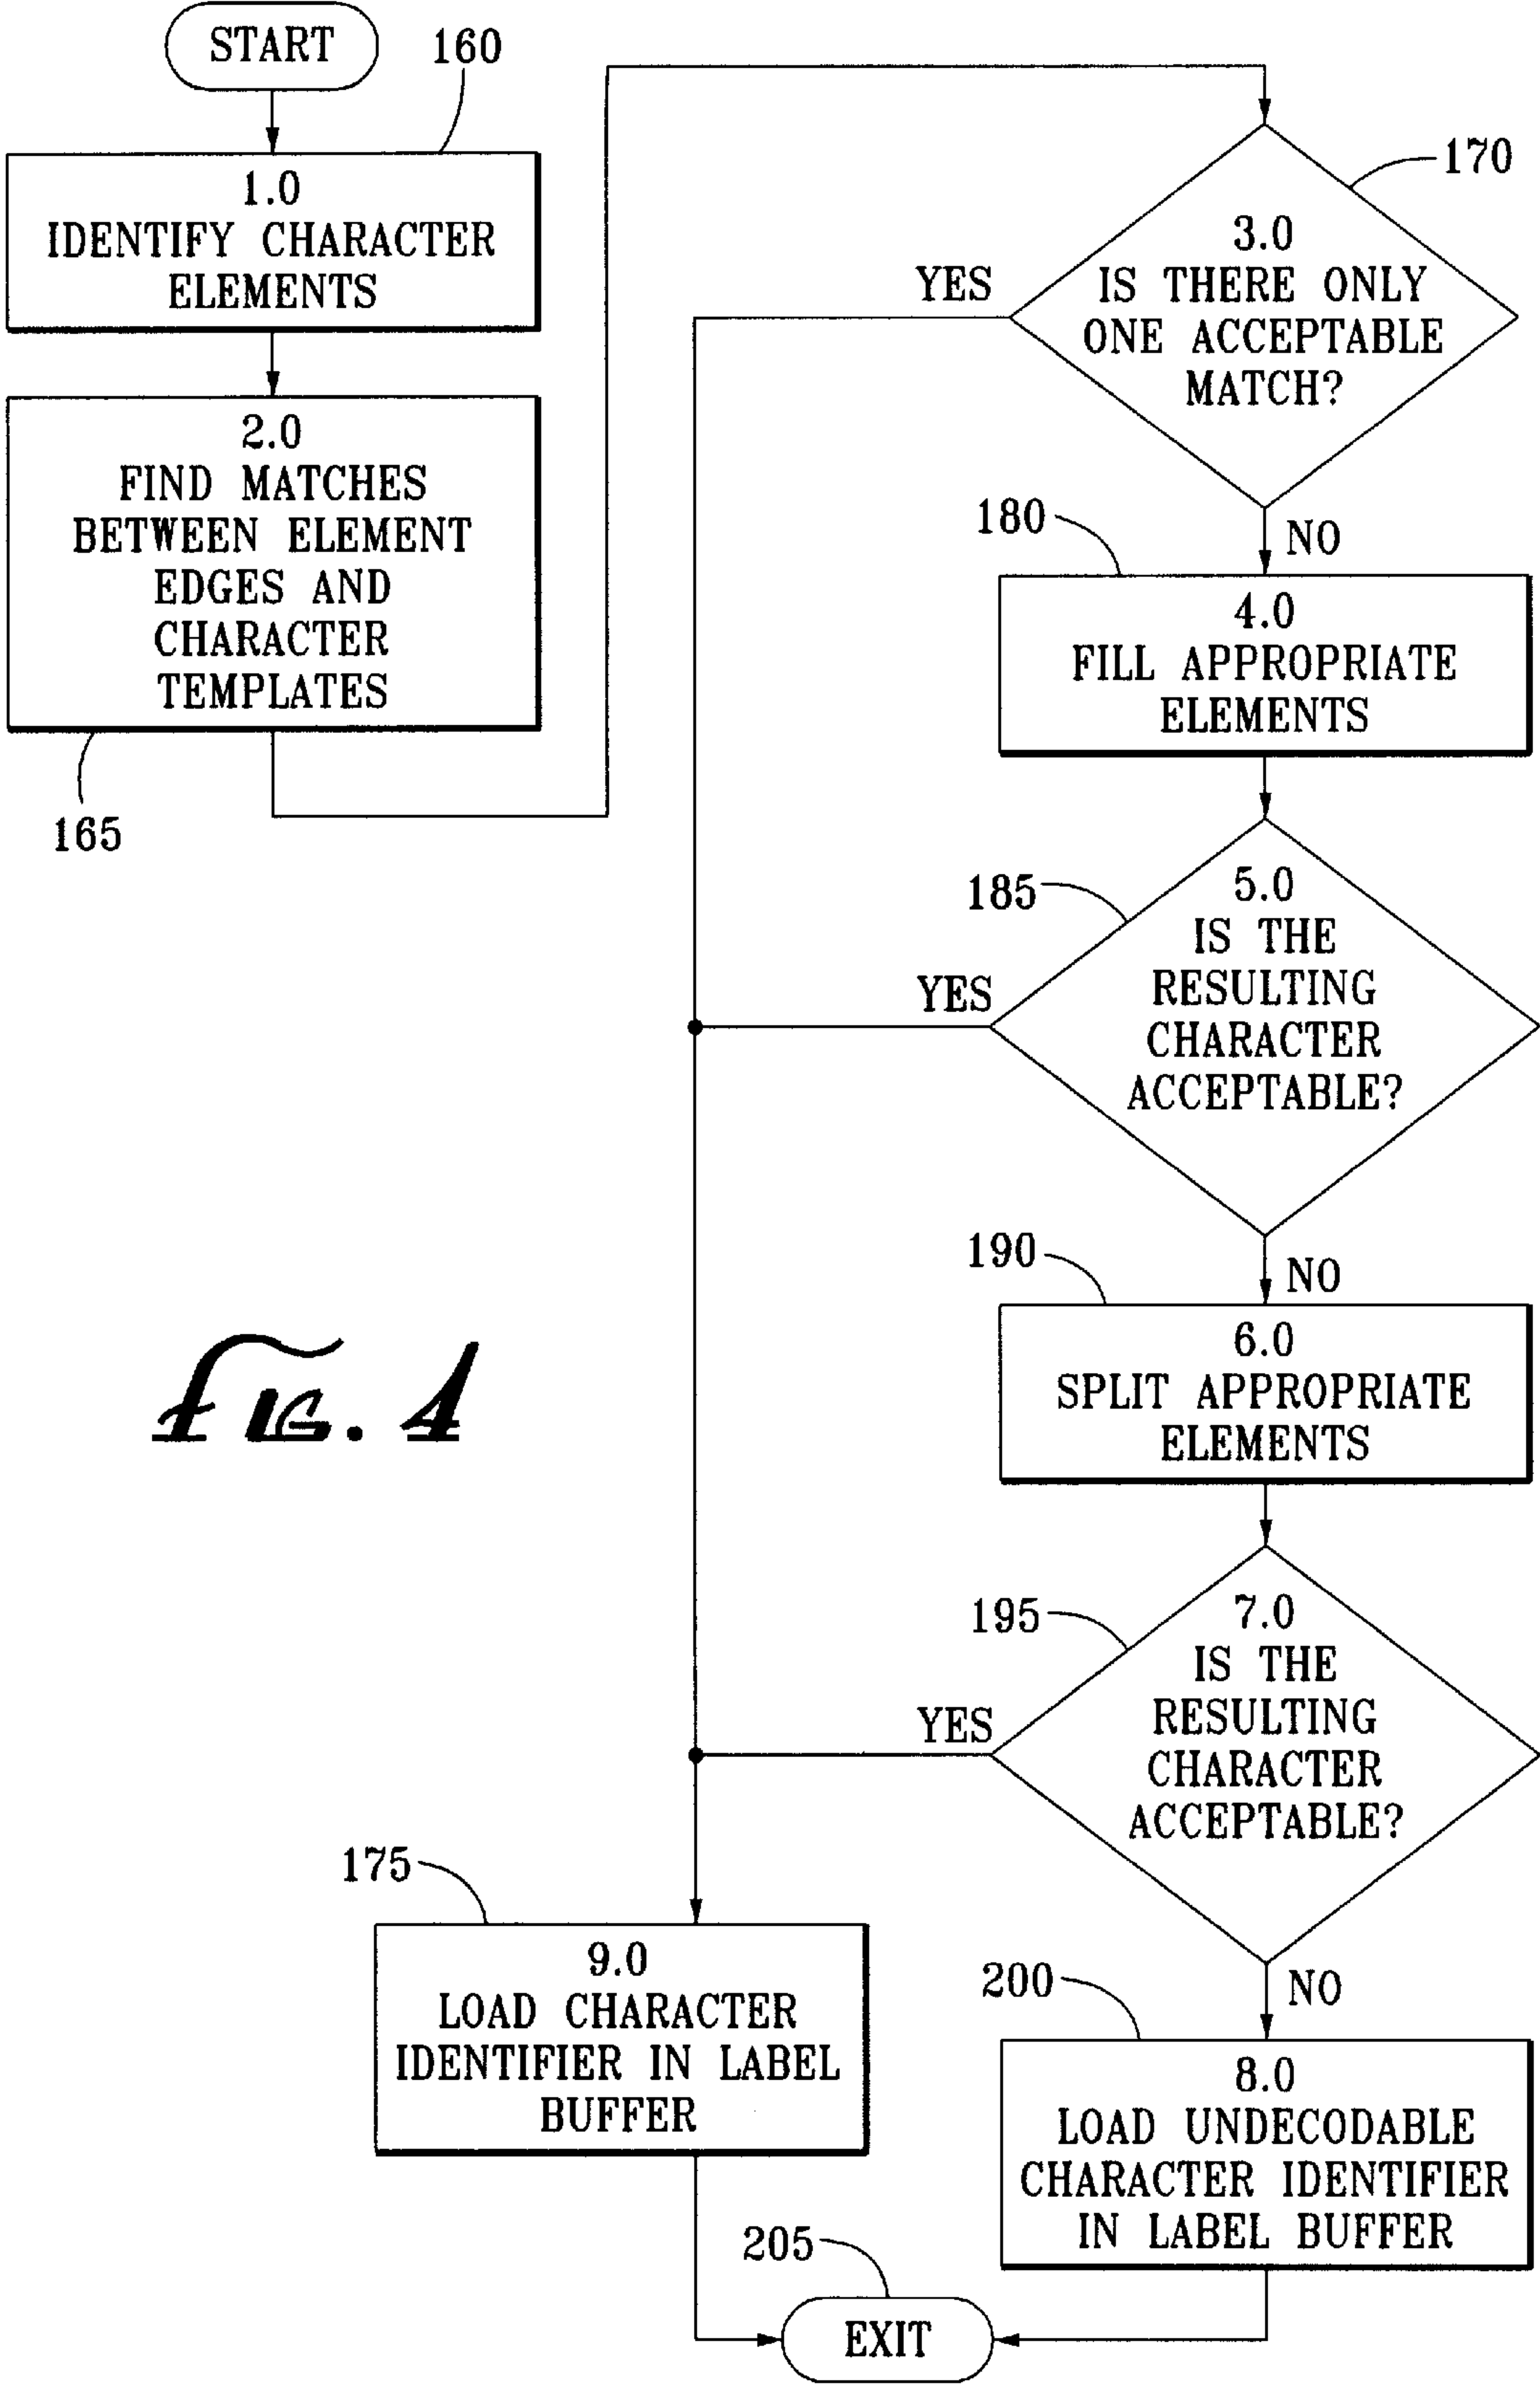 START
160
1.0
IDENTIFY CHARACTER
ELEMENTS
2.0
FIND MATCHES
BETWEEN ELEMENT
EDGES AND
CHARACTER
TEMPLATES
165
170
3.0
IS THERE ONLY
ONE ACCEPTABLE
MATCH?
YES
NO
180
4.0
FILL APPROPRIATE
ELEMENTS
185
5.0
IS THE
RESULTING
CHARACTER
ACCEPTABLE?
YES
NO
190
6.0
SPLIT APPROPRIATE
ELEMENTS
195
7.0
IS THE
RESULTING
CHARACTER
ACCEPTABLE?
YES
NO
175
9.0
LOAD CHARACTER
IDENTIFIER IN LABEL
BUFFER
200
8.0
LOAD UNDECODABLE
CHARACTER IDENTIFIER
IN LABEL BUFFER
205
EXIT
FIG. 4